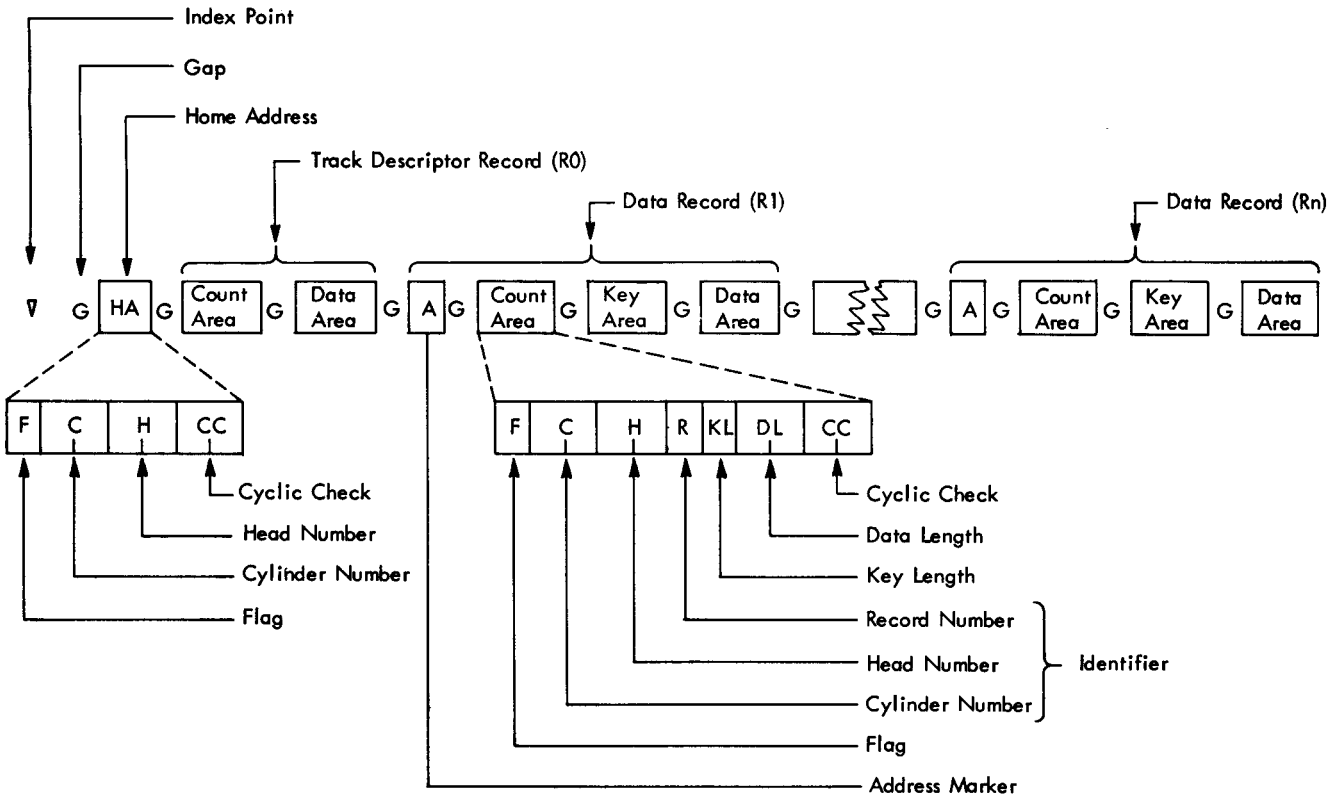 Index Point
Gap
Home Address
Track Descriptor Record (R0)
Data Record (R1)
Data Record (Rn)
G HA G Count Area G Data Area G A G Count Area G Key Area G Data Area G G A G Count Area G Key Area G Data Area
F C H CC
F C H R KL DL CC
Cyclic Check
Head Number
Cylinder Number
Flag
Cyclic Check
Data Length
Key Length
Record Number
Head Number
Identifier
Cylinder Number
Flag
Address Marker